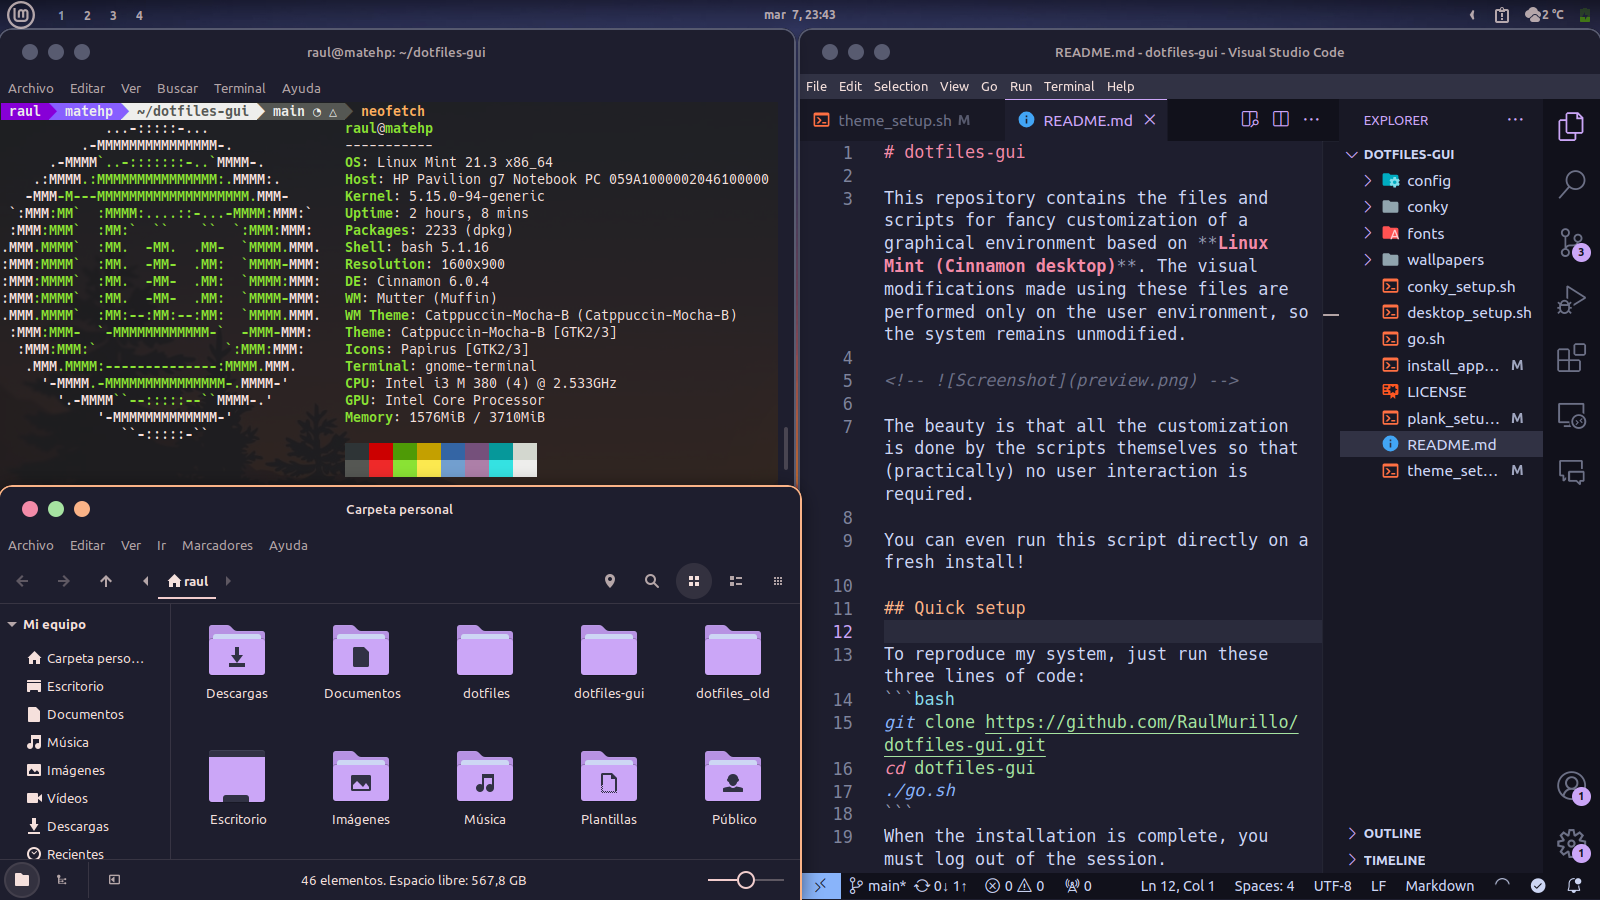 1 2 3 4
mar 7, 23:43
2 °C
raul@matehp: ~/dotfiles-gui
Archivo Editar Ver Buscar Terminal Ayuda
raul matehp ~/dotfiles-gui main neofetch
raul@matehp
-----------
OS: Linux Mint 21.3 x86_64
Host: HP Pavilion g7 Notebook PC 059A1000002046100000
Kernel: 5.15.0-94-generic
Uptime: 2 hours, 8 mins
Packages: 2233 (dpkg)
Shell: bash 5.1.16
Resolution: 1600x900
DE: Cinnamon 6.0.4
WM: Mutter (Muffin)
WM Theme: Catppuccin-Mocha-B (Catppuccin-Mocha-B)
Theme: Catppuccin-Mocha-B [GTK2/3]
Icons: Papirus [GTK2/3]
Terminal: gnome-terminal
CPU: Intel i3 M 380 (4) @ 2.533GHz
GPU: Intel Core Processor
Memory: 1576MiB / 3710MiB
Carpeta personal
Archivo Editar Ver Ir Marcadores Ayuda
raul
Mi equipo
Carpeta perso...
Escritorio
Documentos
Música
Imágenes
Vídeos
Descargas
Recientes
Descargas Documentos dotfiles dotfiles-gui dotfiles_old
Escritorio Imágenes Música Plantillas Público
46 elementos. Espacio libre: 567,8 GB
README.md - dotfiles-gui - Visual Studio Code
File Edit Selection View Go Run Terminal Help
theme_setup.sh M README.md
1 # dotfiles-gui
2
3 This repository contains the files and
scripts for fancy customization of a
graphical environment based on **Linux
Mint (Cinnamon desktop)**. The visual
modifications made using these files are
performed only on the user environment, so
the system remains unmodified.
4
5 <!-- ![Screenshot](preview.png) -->
6
7 The beauty is that all the customization
is done by the scripts themselves so that
(practically) no user interaction is
required.
8
9 You can even run this script directly on a
fresh install!
10
11 ## Quick setup
12
13 To reproduce my system, just run these
three lines of code:
14 ```bash
15 git clone https://github.com/RaulMurillo/
dotfiles-gui.git
16 cd dotfiles-gui
17 ./go.sh
18 ```
19 When the installation is complete, you
must log out of the session.
EXPLORER
DOTFILES-GUI
config
conky
fonts
wallpapers
conky_setup.sh
desktop_setup.sh
go.sh
install_app... M
LICENSE
plank_setu... M
README.md
theme_set... M
OUTLINE
TIMELINE
3
1
1
main* 0↓ 1↑ 0 0 0 Ln 12, Col 1 Spaces: 4 UTF-8 LF Markdown